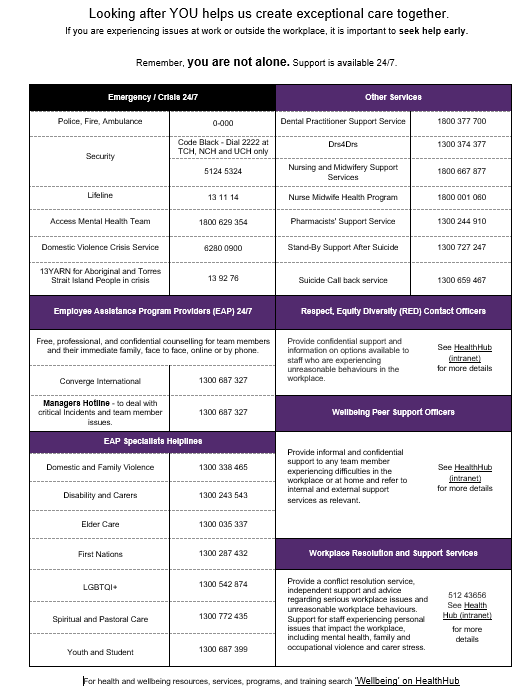 Looking after YOU helps us create exceptional care together.
If you are experiencing issues at work or outside the workplace, it is important to seek help early.
Remember, you are not alone. Support is available 24/7.
Emergency / Crisis 24/7
Police, Fire, Ambulance
0-000
Security
Code Black - Dial 2222 at
TCH, NCH and UCH only
5124 5324
Lifeline
13 11 14
Access Mental Health Team
1800 629 354
Domestic Violence Crisis Service
6280 0900
13YARN for Aboriginal and Torres
Strait Island People in crisis
13 92 76
Other Services
Dental Practitioner Support Service
1800 377 700
Drs4Drs
1300 374 377
Nursing and Midwifery Support
Services
1800 667 877
Nurse Midwife Health Program
1800 001 060
Pharmacists' Support Service
1300 244 910
Stand-By Support After Suicide
1300 727 247
Suicide Call back service
1300 659 467
Employee Assistance Program Providers (EAP) 24/7
Free, professional, and confidential counselling for team members
and their immediate family, face to face, online or by phone.
Converge International
1300 687 327
Managers Hotline - to deal with
critical Incidents and team member
issues.
1300 687 327
EAP Specialists Helplines
Domestic and Family Violence
1300 338 465
Disability and Carers
1300 243 543
Elder Care
1300 035 337
First Nations
1300 287 432
LGBTQI+
1300 542 874
Spiritual and Pastoral Care
1300 772 435
Youth and Student
1300 687 399
Respect, Equity Diversity (RED) Contact Officers
Provide confidential support and
information on options available to
staff who are experiencing
unreasonable behaviours in the
workplace.
See HealthHub
(intranet)
for more details
Wellbeing Peer Support Officers
Provide informal and confidential
support to any team member
experiencing difficulties in the
workplace or at home and refer to
internal and external support
services as relevant.
See HealthHub
(intranet)
for more details
Workplace Resolution and Support Services
Provide a conflict resolution service,
independent support and advice
regarding serious workplace issues and
unreasonable workplace behaviours.
Support for staff experiencing personal
issues that impact the workplace,
including mental health, family and
occupational violence and carer stress.
512 43656
See Health
Hub (intranet)
for more
details
For health and wellbeing resources, services, programs, and training search 'Wellbeing' on HealthHub